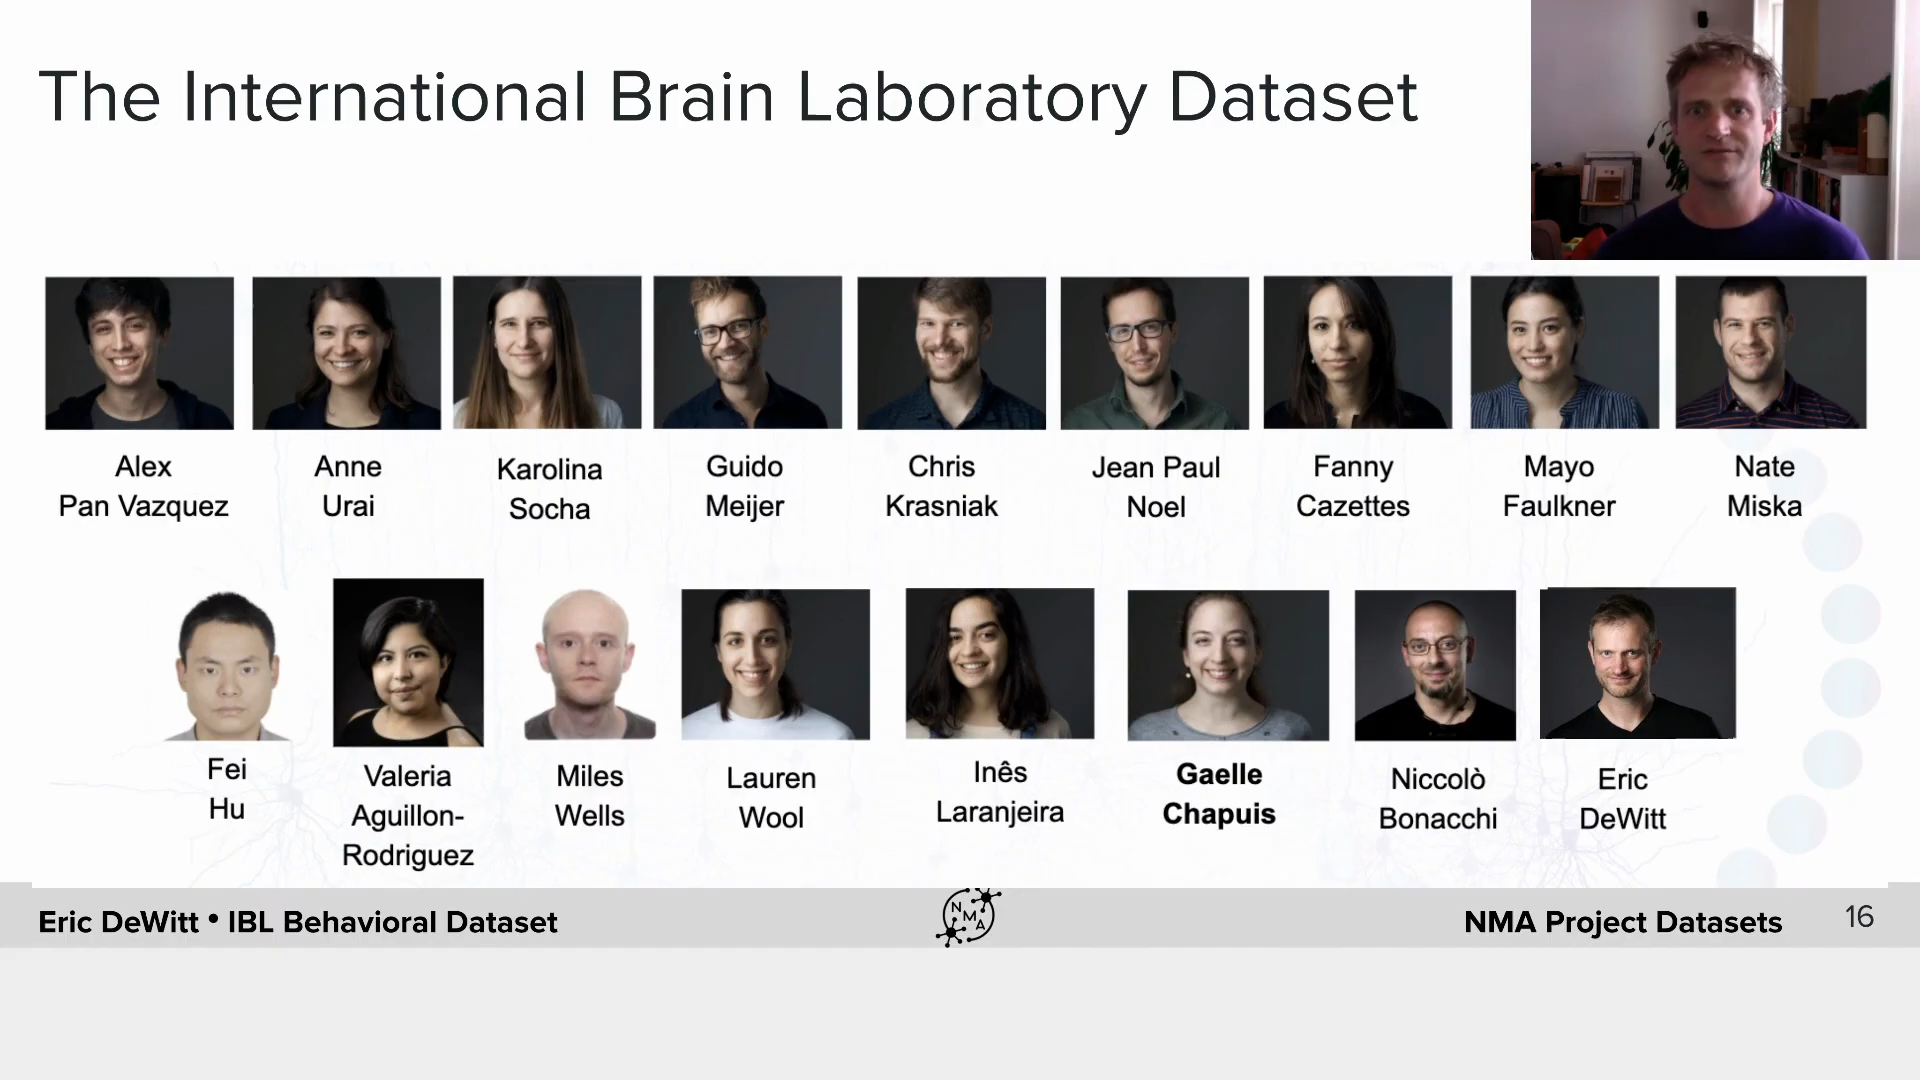 The International Brain Laboratory Dataset
Alex
Pan Vazquez
Anne
Urai
Karolina
Socha
Guido
Meijer
Chris
Krasniak
Jean Paul
Noel
Fanny
Cazettes
Mayo
Faulkner
Nate
Miska
Fei
Hu
Valeria
Aguillon-
Rodriguez
Miles
Wells
Lauren
Wool
Inês
Laranjeira
Gaelle
Chapuis
Niccolò
Bonacchi
Eric
DeWitt
Eric DeWitt • IBL Behavioral Dataset
NMA
NMA Project Datasets
16